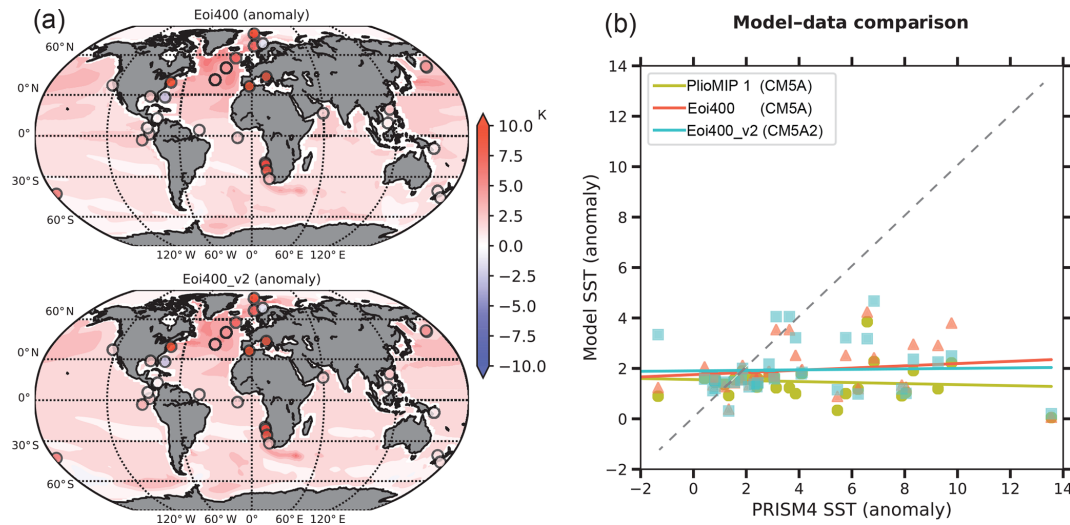 (a)
Eoi400 (anomaly)
60°N
0°N
0°
30°S
60°S
120°W 60°W 0° 60°E 120°E
Eoi400_v2 (anomaly)
60°N
0°N
0°
30°S
60°S
120°W 60°W 0° 60°E 120°E
K
10.0
7.5
5.0
2.5
0.0
−2.5
−5.0
−7.5
−10.0
(b)
Model–data comparison
PlioMIP 1 (CM5A)
Eoi400 (CM5A)
Eoi400_v2 (CM5A2)
Model SST (anomaly)
14
12
10
8
6
4
2
0
−2
−2 0 2 4 6 8 10 12 14
PRISM4 SST (anomaly)